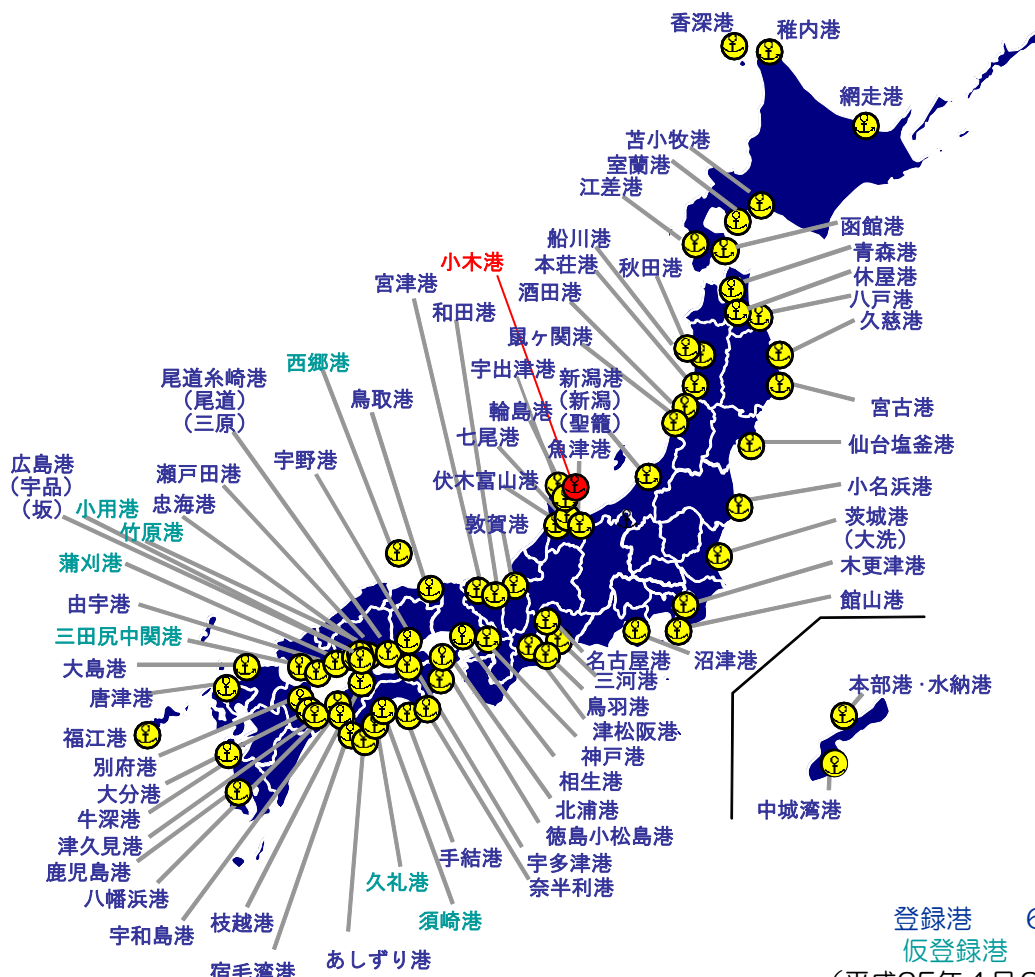 香深港
稚内港
網走港
苫小牧港
室蘭港
江差港
函館港
船川港
青森港
小木港
本荘港
秋田港
休屋港
宮津港
酒田港
八戸港
和田港
久慈港
鼠ヶ関港
西郷港
宇出津港
尾道糸崎港
（尾道）
（三原）
鳥取港
新潟港
（新潟）
（聖籠）
輪島港
宮古港
七尾港
魚津港
仙台塩釜港
広島港
（宇品）
（坂）
瀬戸田港
宇野港
伏木富山港
小名浜港
小用港
忠海港
茨城港
（大洗）
竹原港
敦賀港
蒲刈港
木更津港
由宇港
館山港
三田尻中関港
大島港
名古屋港
沼津港
唐津港
三河港
本部港・水納港
鳥羽港
福江港
津松阪港
別府港
神戸港
大分港
相生港
牛深港
北浦港
中城湾港
津久見港
徳島小松島港
鹿児島港
手結港
宇多津港
八幡浜港
久礼港
奈半利港
枝越港
須崎港
宇和島港
あしずり港
宿毛湾港
登録港
仮登録港